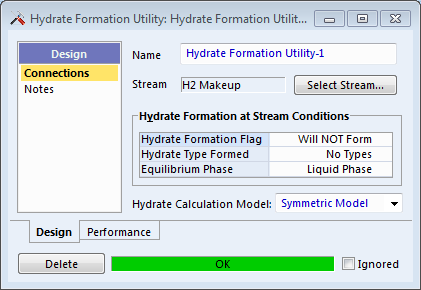 Hydrate Formation Utility: Hydrate Formation Utilit...
Design
Connections
Notes
Name Hydrate Formation Utility-1
Stream H2 Makeup Select Stream...
Hydrate Formation at Stream Conditions
Hydrate Formation Flag Will NOT Form
Hydrate Type Formed No Types
Equilibrium Phase Liquid Phase
Hydrate Calculation Model: Symmetric Model
Design Performance
Delete OK Ignored